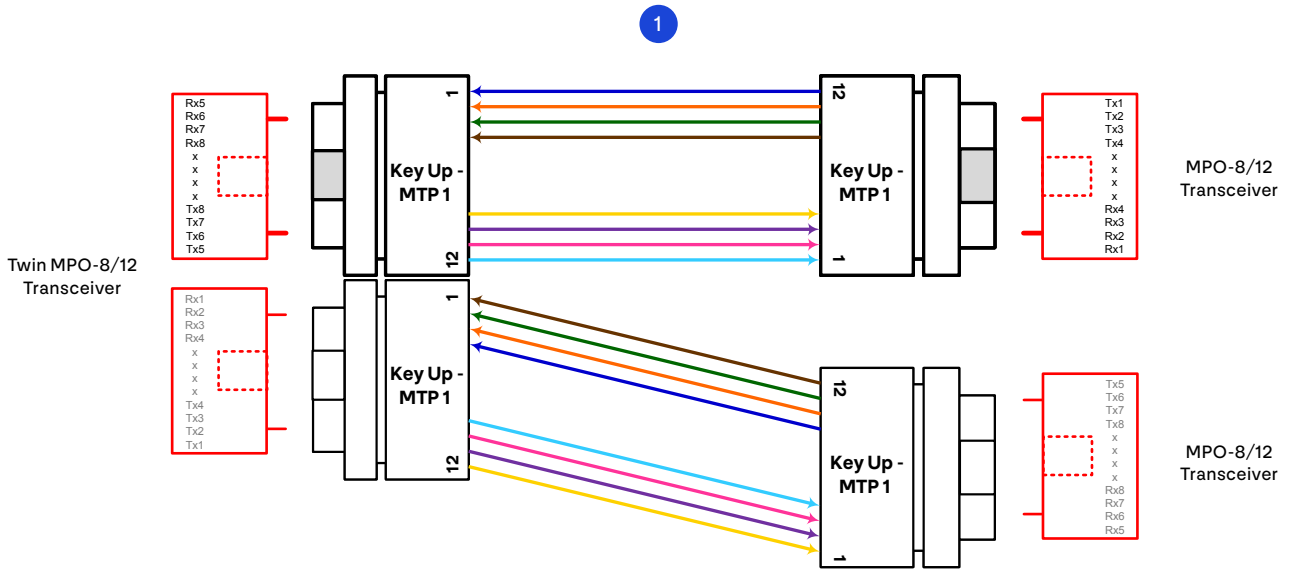 1
Rx5
Rx6
Rx7
Rx8
x
x
x
x
Tx8
Tx7
Tx6
Tx5
1
Key Up -
MTP 1
12
12
Key Up -
MTP 1
1
Tx1
Tx2
Tx3
Tx4
x
x
x
x
Rx4
Rx3
Rx2
Rx1
MPO-8/12
Transceiver
Twin MPO-8/12
Transceiver
Rx1
Rx2
Rx3
Rx4
x
x
x
x
Tx4
Tx3
Tx2
Tx1
1
Key Up -
MTP 1
12
12
Key Up -
MTP 1
1
Tx5
Tx6
Tx7
Tx8
x
x
x
x
Rx8
Rx7
Rx6
Rx5
MPO-8/12
Transceiver